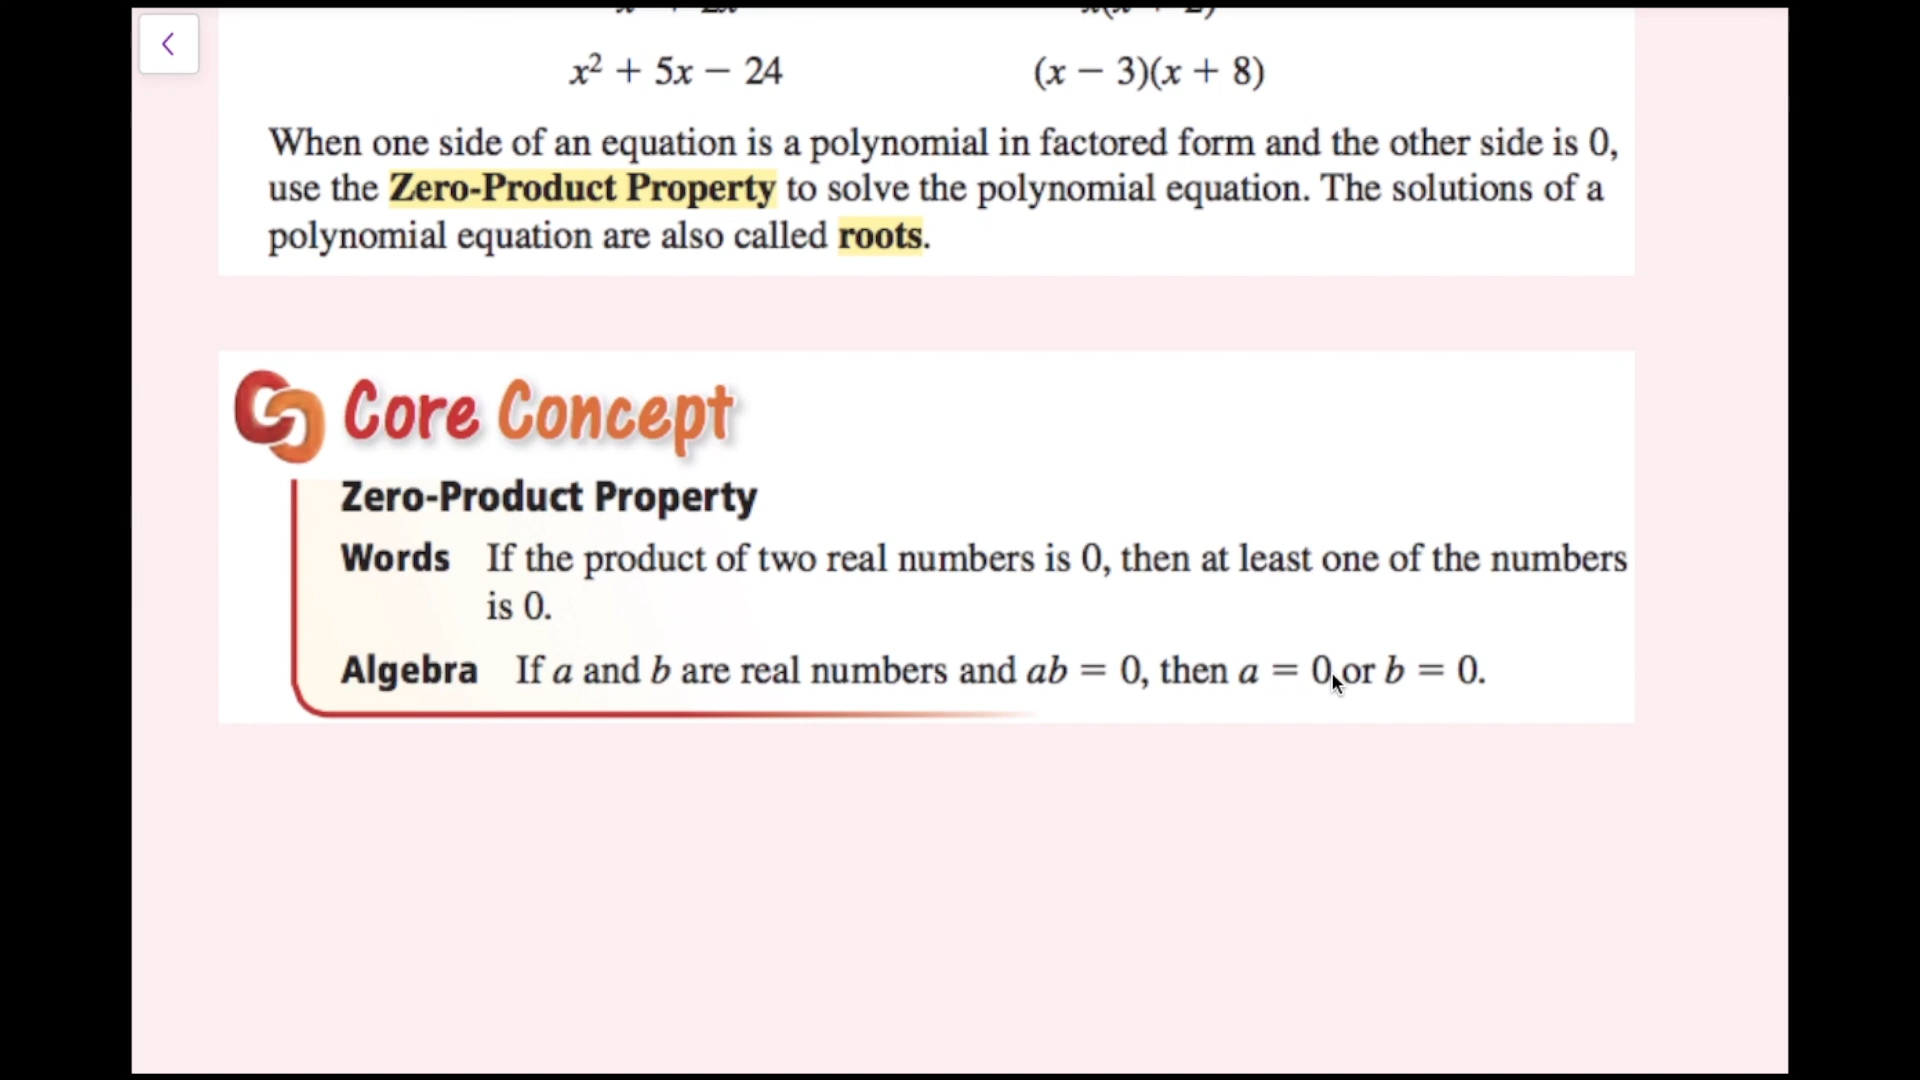 x² + 5x − 24 (x − 3)(x + 8)
When one side of an equation is a polynomial in factored form and the other side is 0,
use the Zero-Product Property to solve the polynomial equation. The solutions of a
polynomial equation are also called roots.
Core Concept
Zero-Product Property
Words If the product of two real numbers is 0, then at least one of the numbers
is 0.
Algebra If a and b are real numbers and ab = 0, then a = 0 or b = 0.